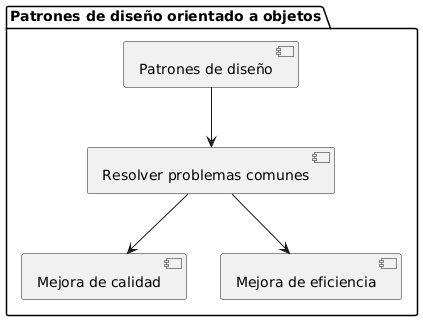 Patrones de diseño orientado a objetos
Patrones de diseño
Resolver problemas comunes
Mejora de calidad
Mejora de eficiencia